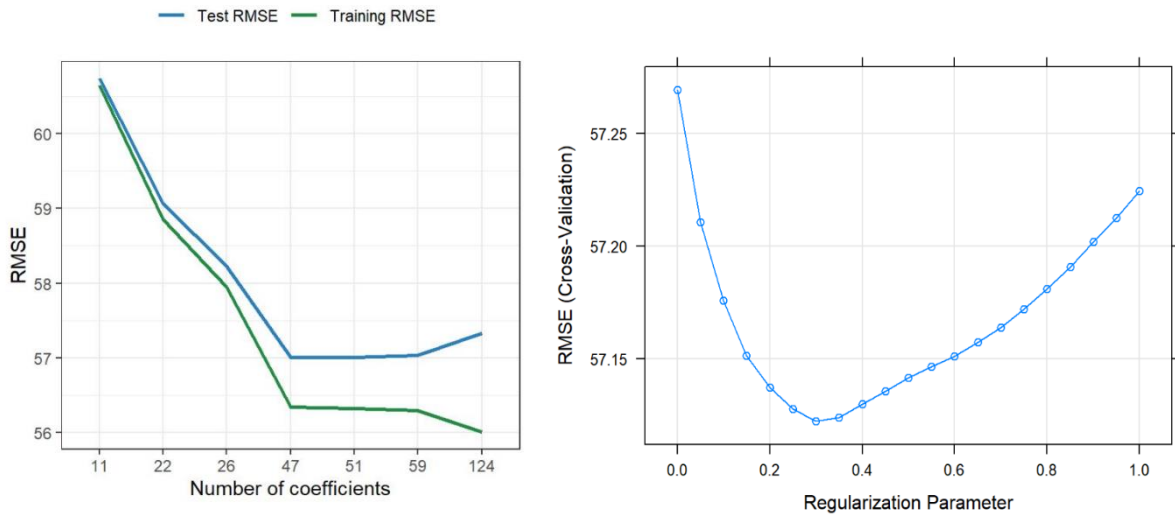 Test RMSE Training RMSE
RMSE
60
59
58
57
56
11 22 26 47 51 59 124
Number of coefficients
RMSE (Cross-Validation)
57.25
57.20
57.15
0.0 0.2 0.4 0.6 0.8 1.0
Regularization Parameter